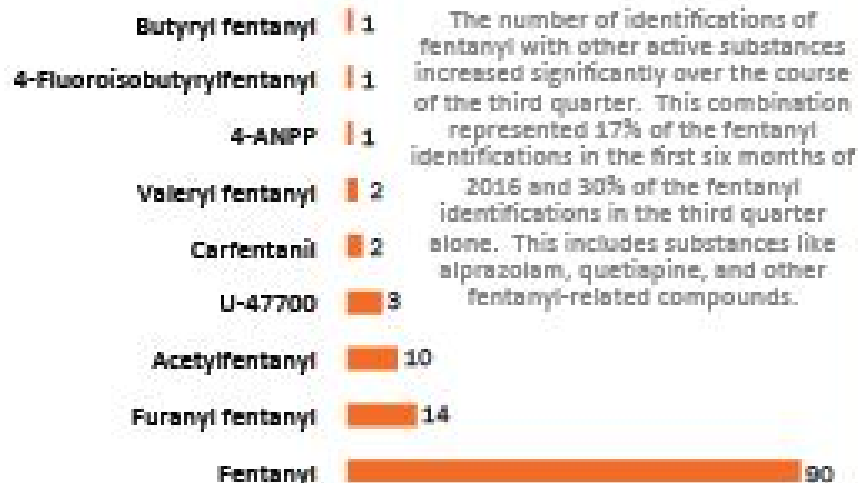 Butyryl fentanyl 1
4-Fluoroisobutyrylfentanyl 1
4-ANPP 1
Valeryl fentanyl 2
Carfentanil 2
U-47700 3
Acetylfentanyl 10
Furanyl fentanyl 14
Fentanyl 90
The number of identifications of
fentanyl with other active substances
increased significantly over the course
of the third quarter. This combination
represented 17% of the fentanyl
identifications in the first six months of
2016 and 30% of the fentanyl
identifications in the third quarter
alone. This includes substances like
alprazolam, quetiapine, and other
fentanyl-related compounds.